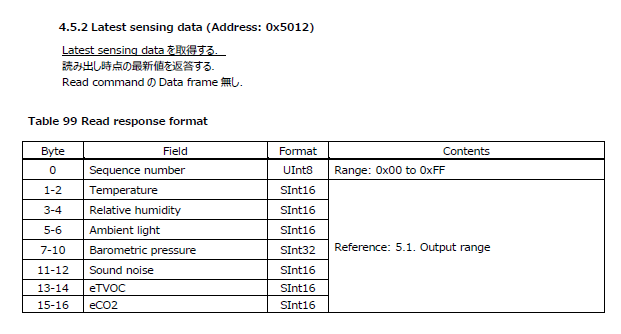 4.5.2 Latest sensing data (Address: 0x5012)
Latest sensing data を取得する.
読み出し時点の最新値を返答する.
Read command の Data frame 無し.
Table 99 Read response format
Byte Field Format Contents
0 Sequence number UInt8 Range: 0x00 to 0xFF
1-2 Temperature SInt16
3-4 Relative humidity SInt16
5-6 Ambient light SInt16
7-10 Barometric pressure SInt32 Reference: 5.1. Output range
11-12 Sound noise SInt16
13-14 eTVOC SInt16
15-16 eCO2 SInt16